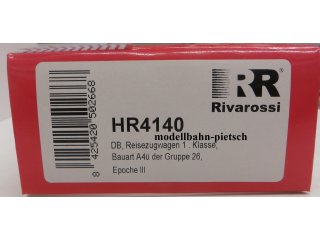 RR
Rivarossi
HR4140
modellbahn-pietsch
DB, Reisezugwagen 1 . Klasse,
Bauart A4ü der Gruppe 26,
Epoche III
8 425420 502668